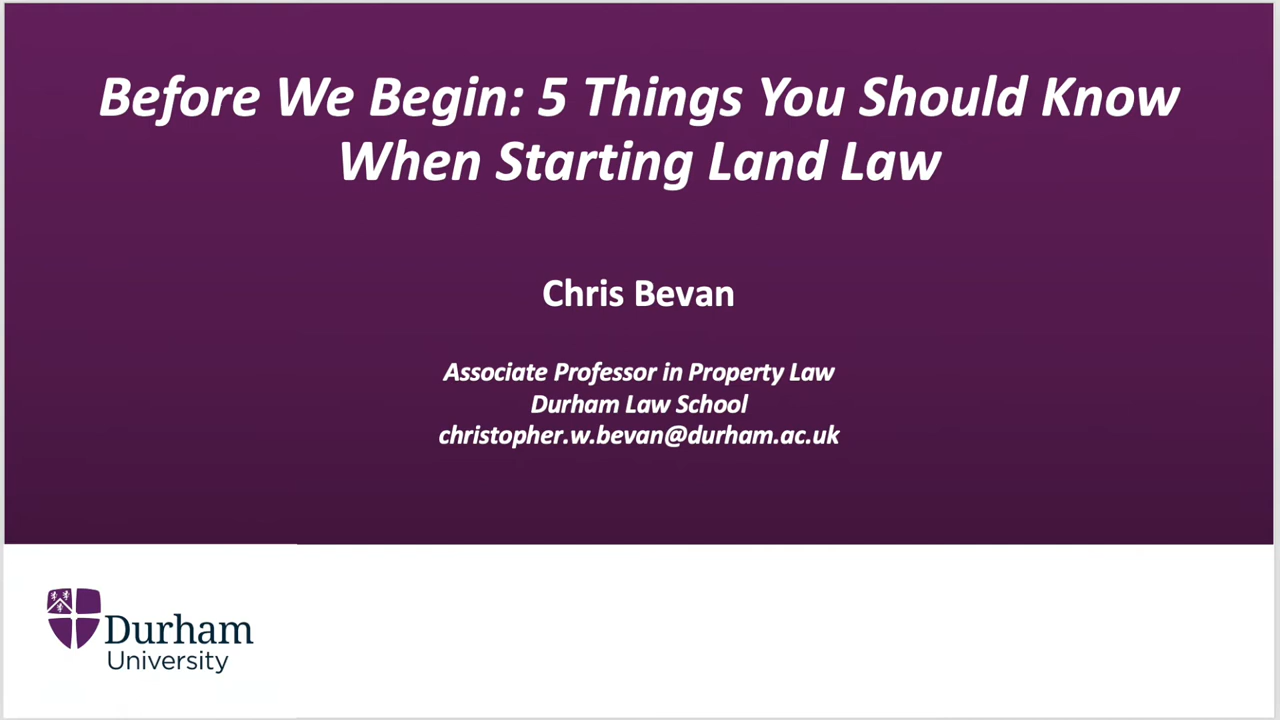 Before We Begin: 5 Things You Should Know
When Starting Land Law
Chris Bevan
Associate Professor in Property Law
Durham Law School
christopher.w.bevan@durham.ac.uk
Durham
University